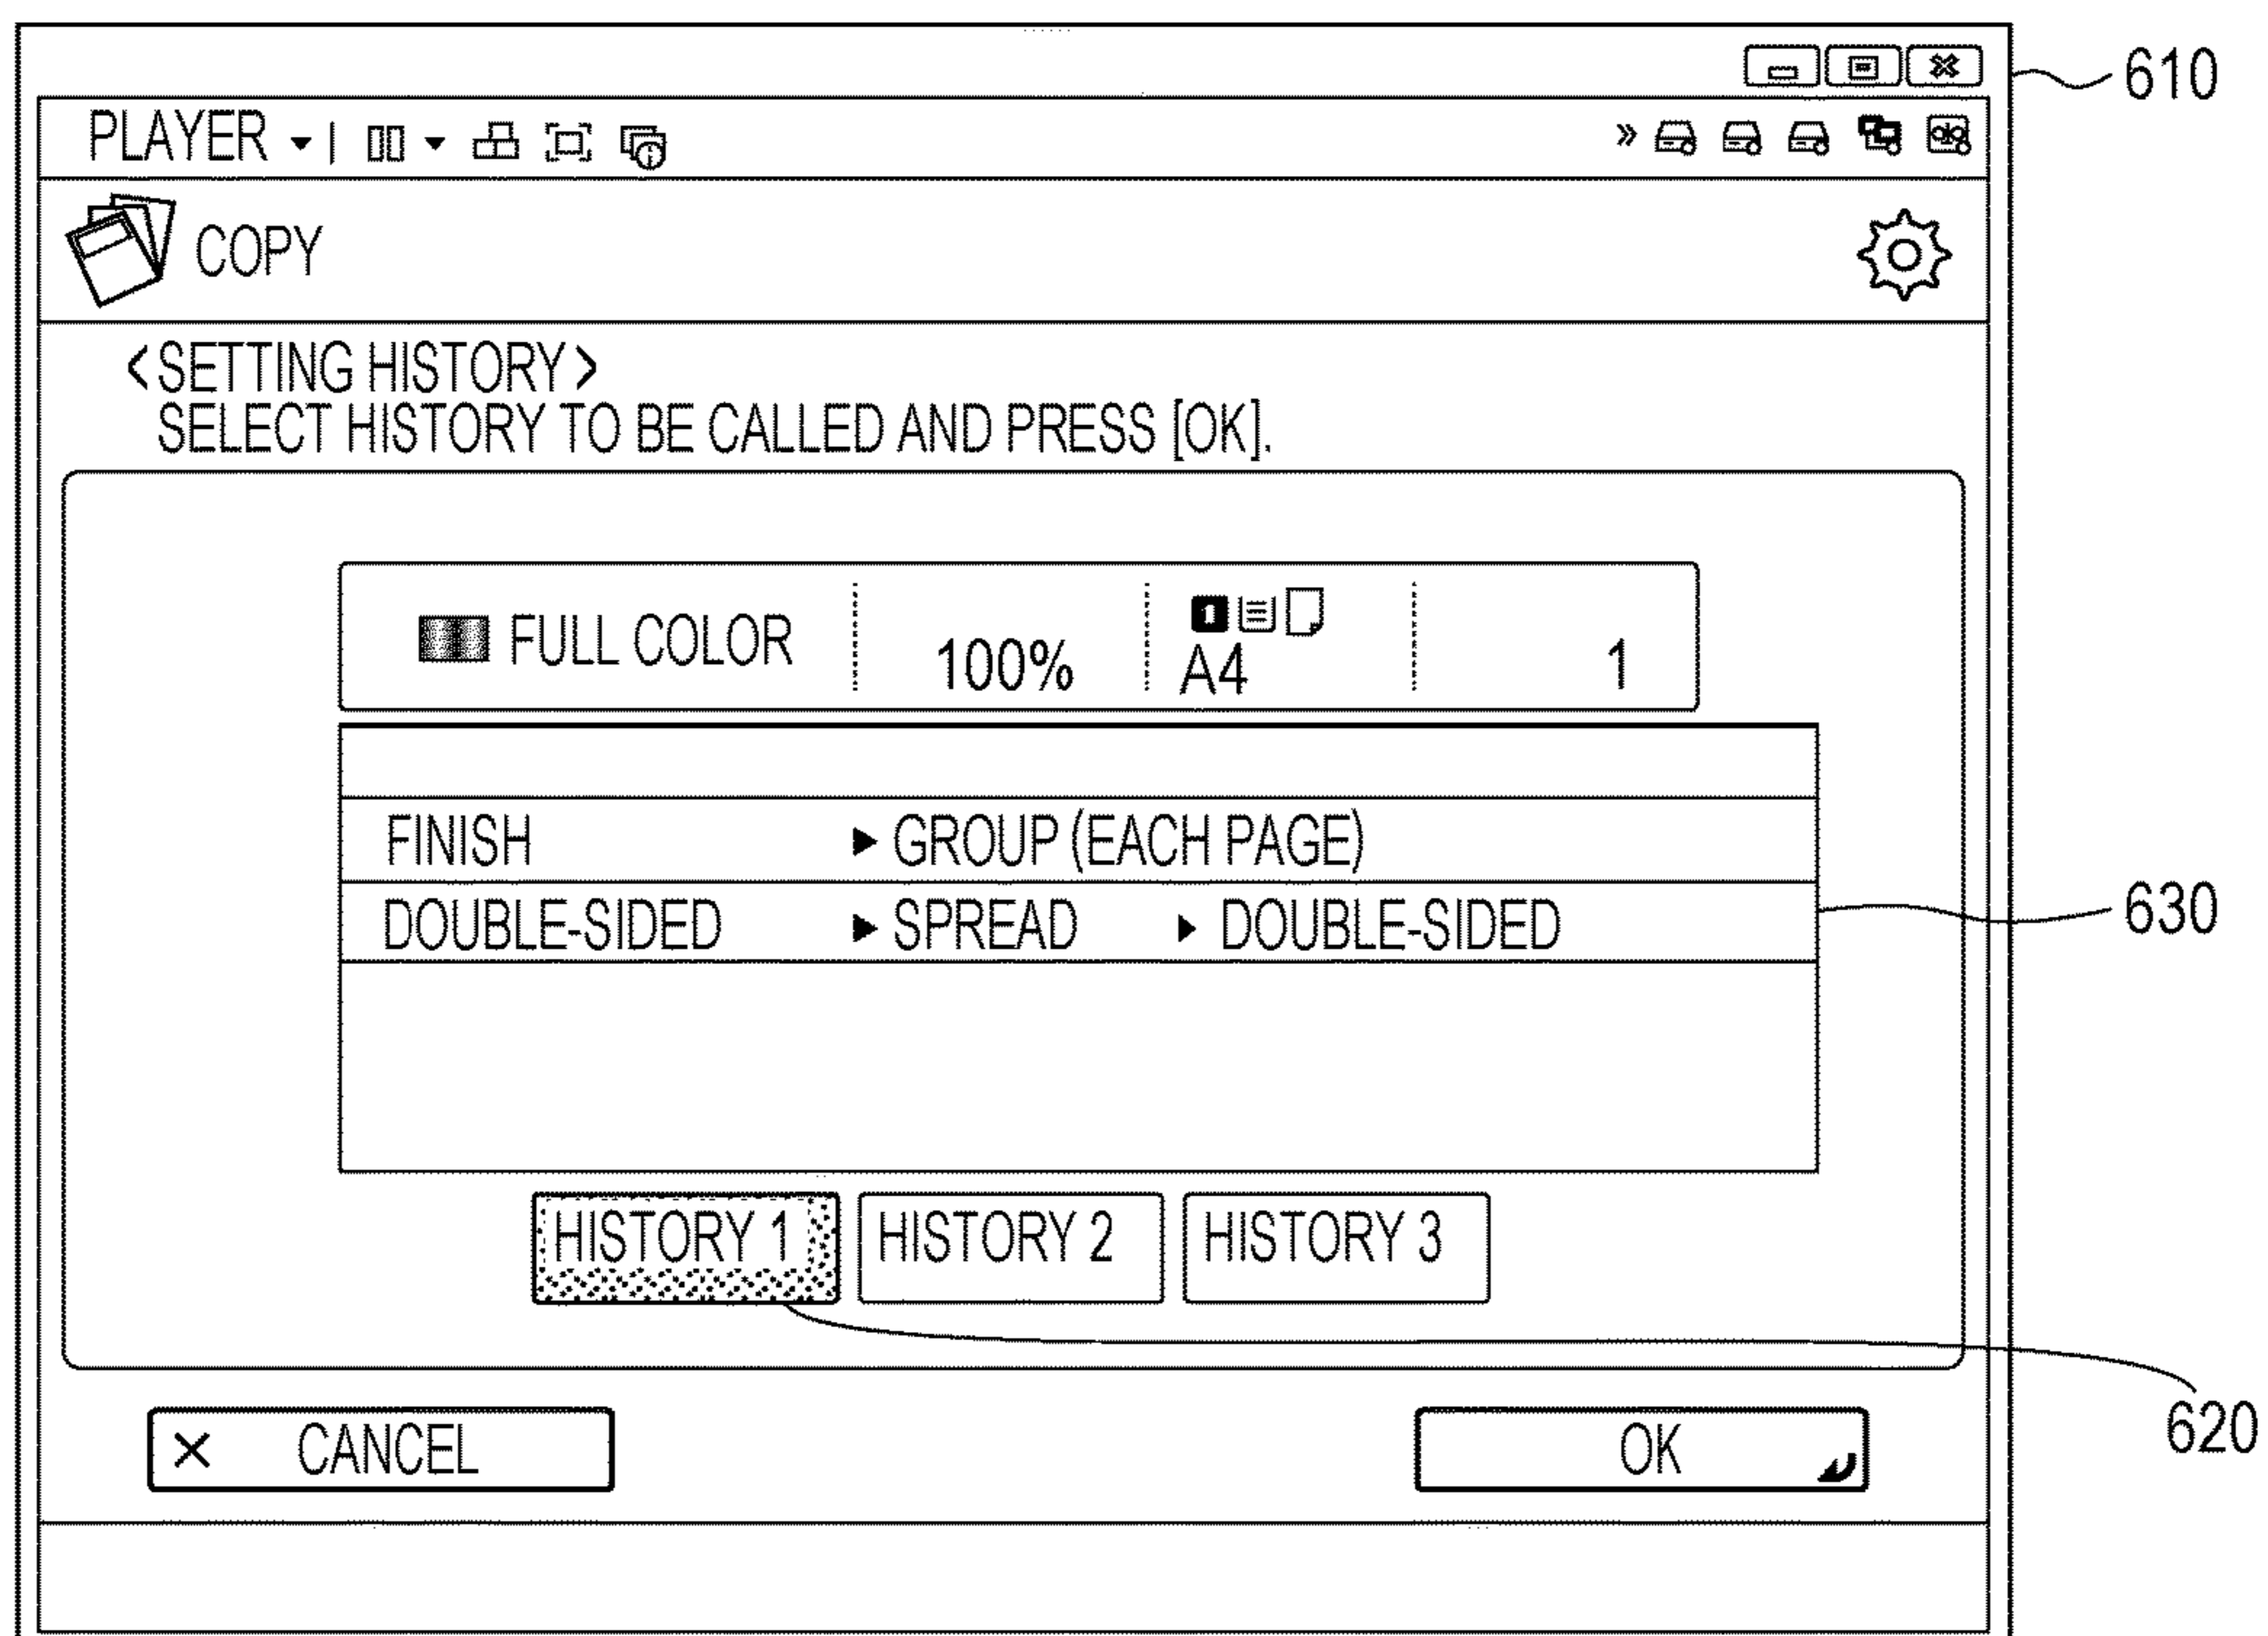 610
PLAYER
COPY
<SETTING HISTORY>
SELECT HISTORY TO BE CALLED AND PRESS [OK].
FULL COLOR 100% 1 A4 1
FINISH ▶ GROUP (EACH PAGE)
DOUBLE-SIDED ▶ SPREAD ▶ DOUBLE-SIDED
630
HISTORY 1 HISTORY 2 HISTORY 3
× CANCEL OK
620